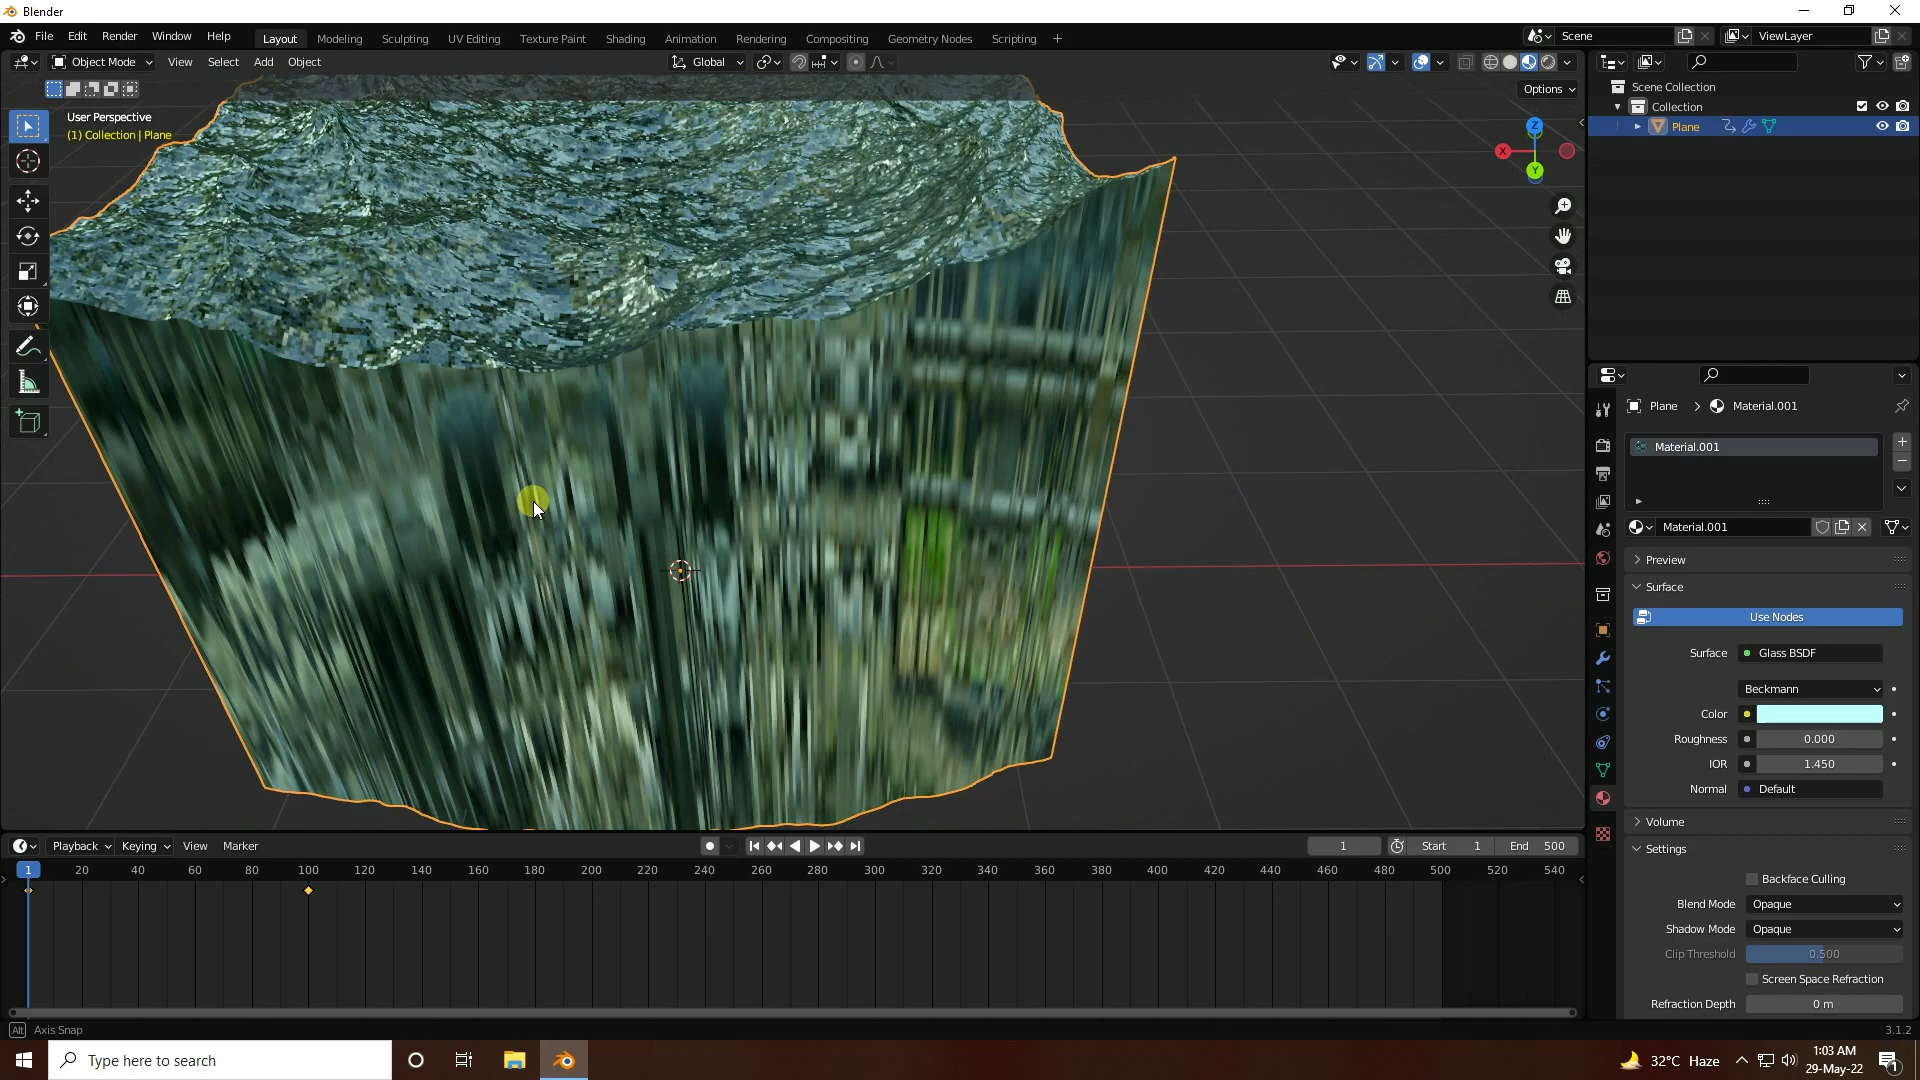 Blender
File Edit Render Window Help
Layout Modeling Sculpting UV Editing Texture Paint Shading Animation Rendering Compositing Geometry Nodes Scripting +
Scene
ViewLayer
Object Mode View Select Add Object
Global
Options
User Perspective
(1) Collection | Plane
Z
X
Y
Scene Collection
Collection
Plane
Plane > Material.001
Material.001
Material.001
Preview
Surface
Use Nodes
Surface Glass BSDF
Beckmann
Color
Roughness 0.000
IOR 1.450
Normal Default
Volume
Settings
Backface Culling
Blend Mode Opaque
Shadow Mode Opaque
Clip Threshold 0.500
Screen Space Refraction
Refraction Depth 0 m
Playback Keying View Marker
1 Start 1 End 500
1 20 40 60 80 100 120 140 160 180 200 220 240 260 280 300 320 340 360 380 400 420 440 460 480 500 520 540
Alt Axis Snap
3.1.2
Type here to search
32°C Haze
1:03 AM
29-May-22
1